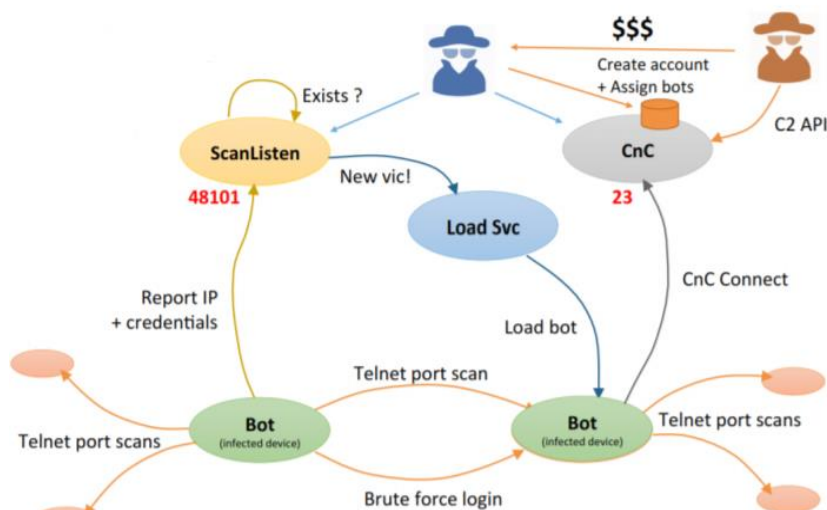 $$$
Create account
+ Assign bots
Exists ?
C2 API
ScanListen
CnC
48101
New vic!
23
Load Svc
Report IP
+ credentials
CnC Connect
Load bot
Telnet port scan
Bot
(infected device)
Bot
(infected device)
Telnet port scans
Telnet port scans
Brute force login